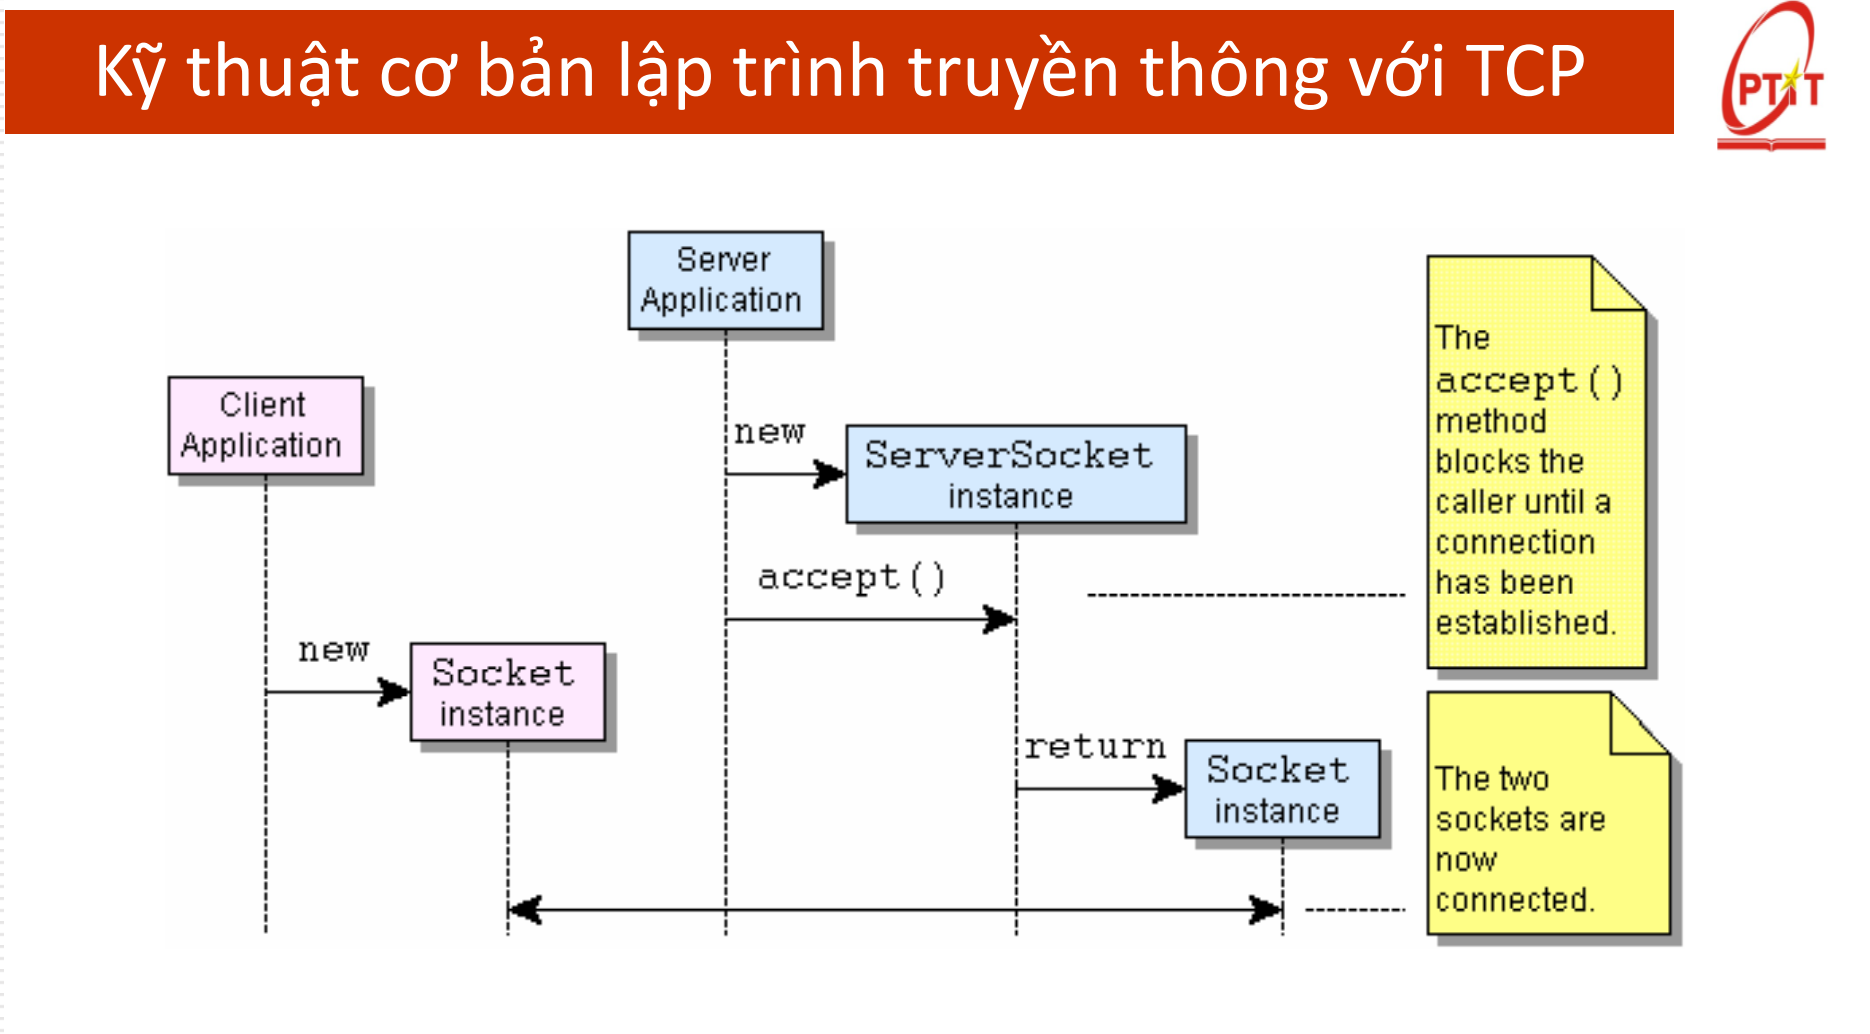 Kỹ thuật cơ bản lập trình truyền thông với TCP
PTIT
Server
Application
Client
Application
new
ServerSocket
instance
accept()
new
Socket
instance
return
Socket
instance
The
accept()
method
blocks the
caller until a
connection
has been
established.
The two
sockets are
now
connected.